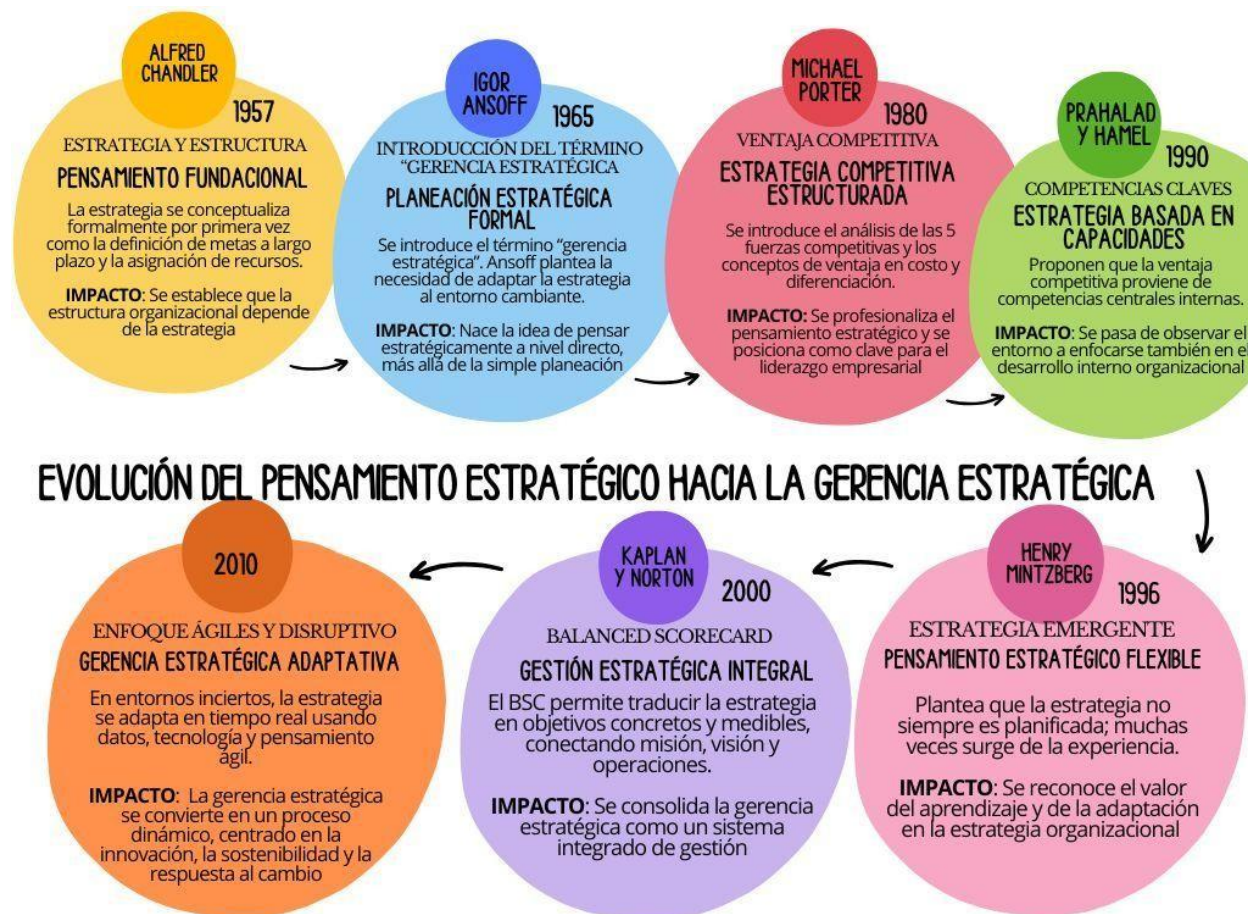 ALFRED
CHANDLER
1957
ESTRATEGIA Y ESTRUCTURA
PENSAMIENTO FUNDACIONAL
La estrategia se conceptualiza
formalmente por primera vez
como la definición de metas a largo
plazo y la asignación de recursos.
IMPACTO: Se establece que la
estructura organizacional depende
de la estrategia
IGOR
ANSOFF
1965
INTRODUCCIÓN DEL TÉRMINO
"GERENCIA ESTRATÉGICA
PLANEACIÓN ESTRATÉGICA
FORMAL
Se introduce el término "gerencia
estratégica". Ansoff plantea la
necesidad de adaptar la estrategia
al entorno cambiante.
IMPACTO: Nace la idea de pensar
estratégicamente a nivel directo,
más allá de la simple planeación
MICHAEL
PORTER
1980
VENTAJA COMPETITIVA
ESTRATEGIA COMPETITIVA
ESTRUCTURADA
Se introduce el análisis de las 5
fuerzas competitivas y los
conceptos de ventaja en costo y
diferenciación.
IMPACTO: Se profesionaliza el
pensamiento estratégico y se
posiciona como clave para el
liderazgo empresarial
PRAHALAD
Y HAMEL
1990
COMPETENCIAS CLAVES
ESTRATEGIA BASADA EN
CAPACIDADES
Proponen que la ventaja
competitiva proviene de
competencias centrales internas.
IMPACTO: Se pasa de observar el
entorno a enfocarse también en el
desarrollo interno organizacional
EVOLUCIÓN DEL PENSAMIENTO ESTRATÉGICO HACIA LA GERENCIA ESTRATÉGICA
2010
ENFOQUE ÁGILES Y DISRUPTIVO
GERENCIA ESTRATÉGICA ADAPTATIVA
En entornos inciertos, la estrategia
se adapta en tiempo real usando
datos, tecnología y pensamiento
ágil.
IMPACTO: La gerencia estratégica
se convierte en un proceso
dinámico, centrado en la
innovación, la sostenibilidad y la
respuesta al cambio
KAPLAN
Y NORTON
2000
BALANCED SCORECARD
GESTIÓN ESTRATÉGICA INTEGRAL
El BSC permite traducir la estrategia
en objetivos concretos y medibles,
conectando misión, visión y
operaciones.
IMPACTO: Se consolida la gerencia
estratégica como un sistema
integrado de gestión
HENRY
MINTZBERG
1996
ESTRATEGIA EMERGENTE
PENSAMIENTO ESTRATÉGICO FLEXIBLE
Plantea que la estrategia no
siempre es planificada; muchas
veces surge de la experiencia.
IMPACTO: Se reconoce el valor
del aprendizaje y de la adaptación
en la estrategia organizacional